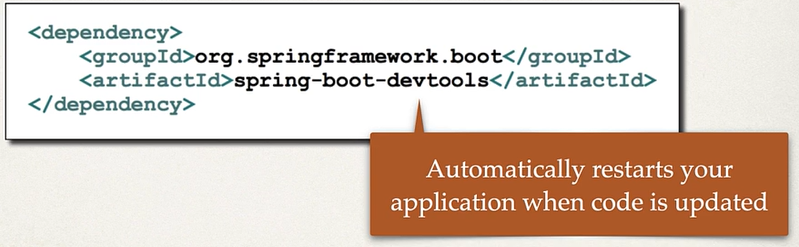 <dependency>
<groupId>org.springframework.boot</groupId>
<artifactId>spring-boot-devtools</artifactId>
</dependency>
Automatically restarts your
application when code is updated